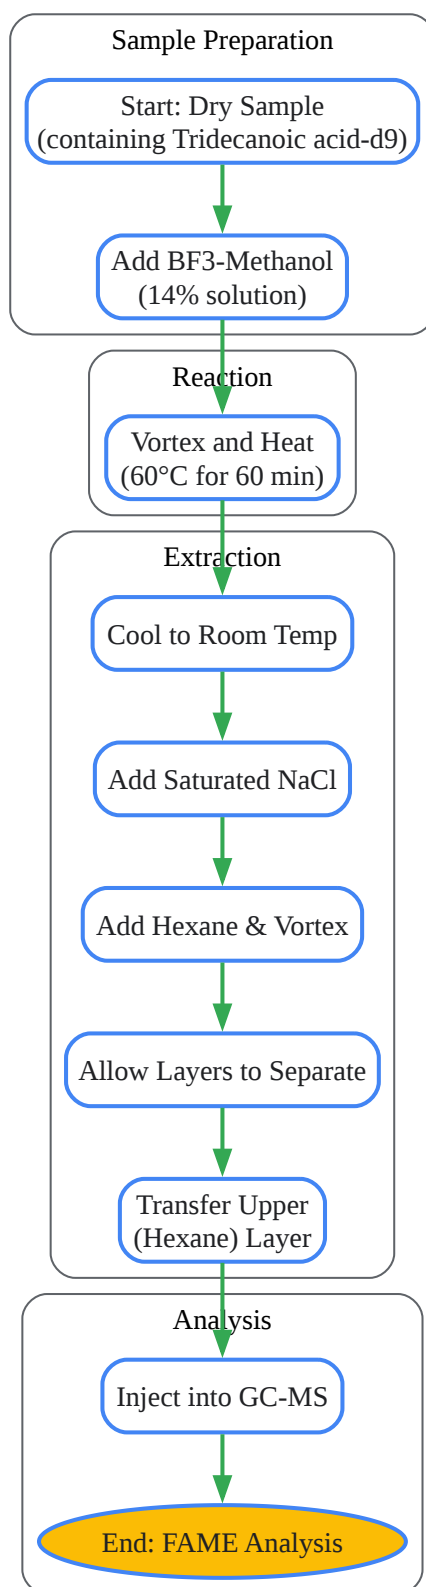 Sample Preparation
Start: Dry Sample
(containing Tridecanoic acid-d9)
Add BF3-Methanol
(14% solution)
Reaction
Vortex and Heat
(60°C for 60 min)
Extraction
Cool to Room Temp
Add Saturated NaCl
Add Hexane & Vortex
Allow Layers to Separate
Transfer Upper
(Hexane) Layer
Analysis
Inject into GC-MS
End: FAME Analysis